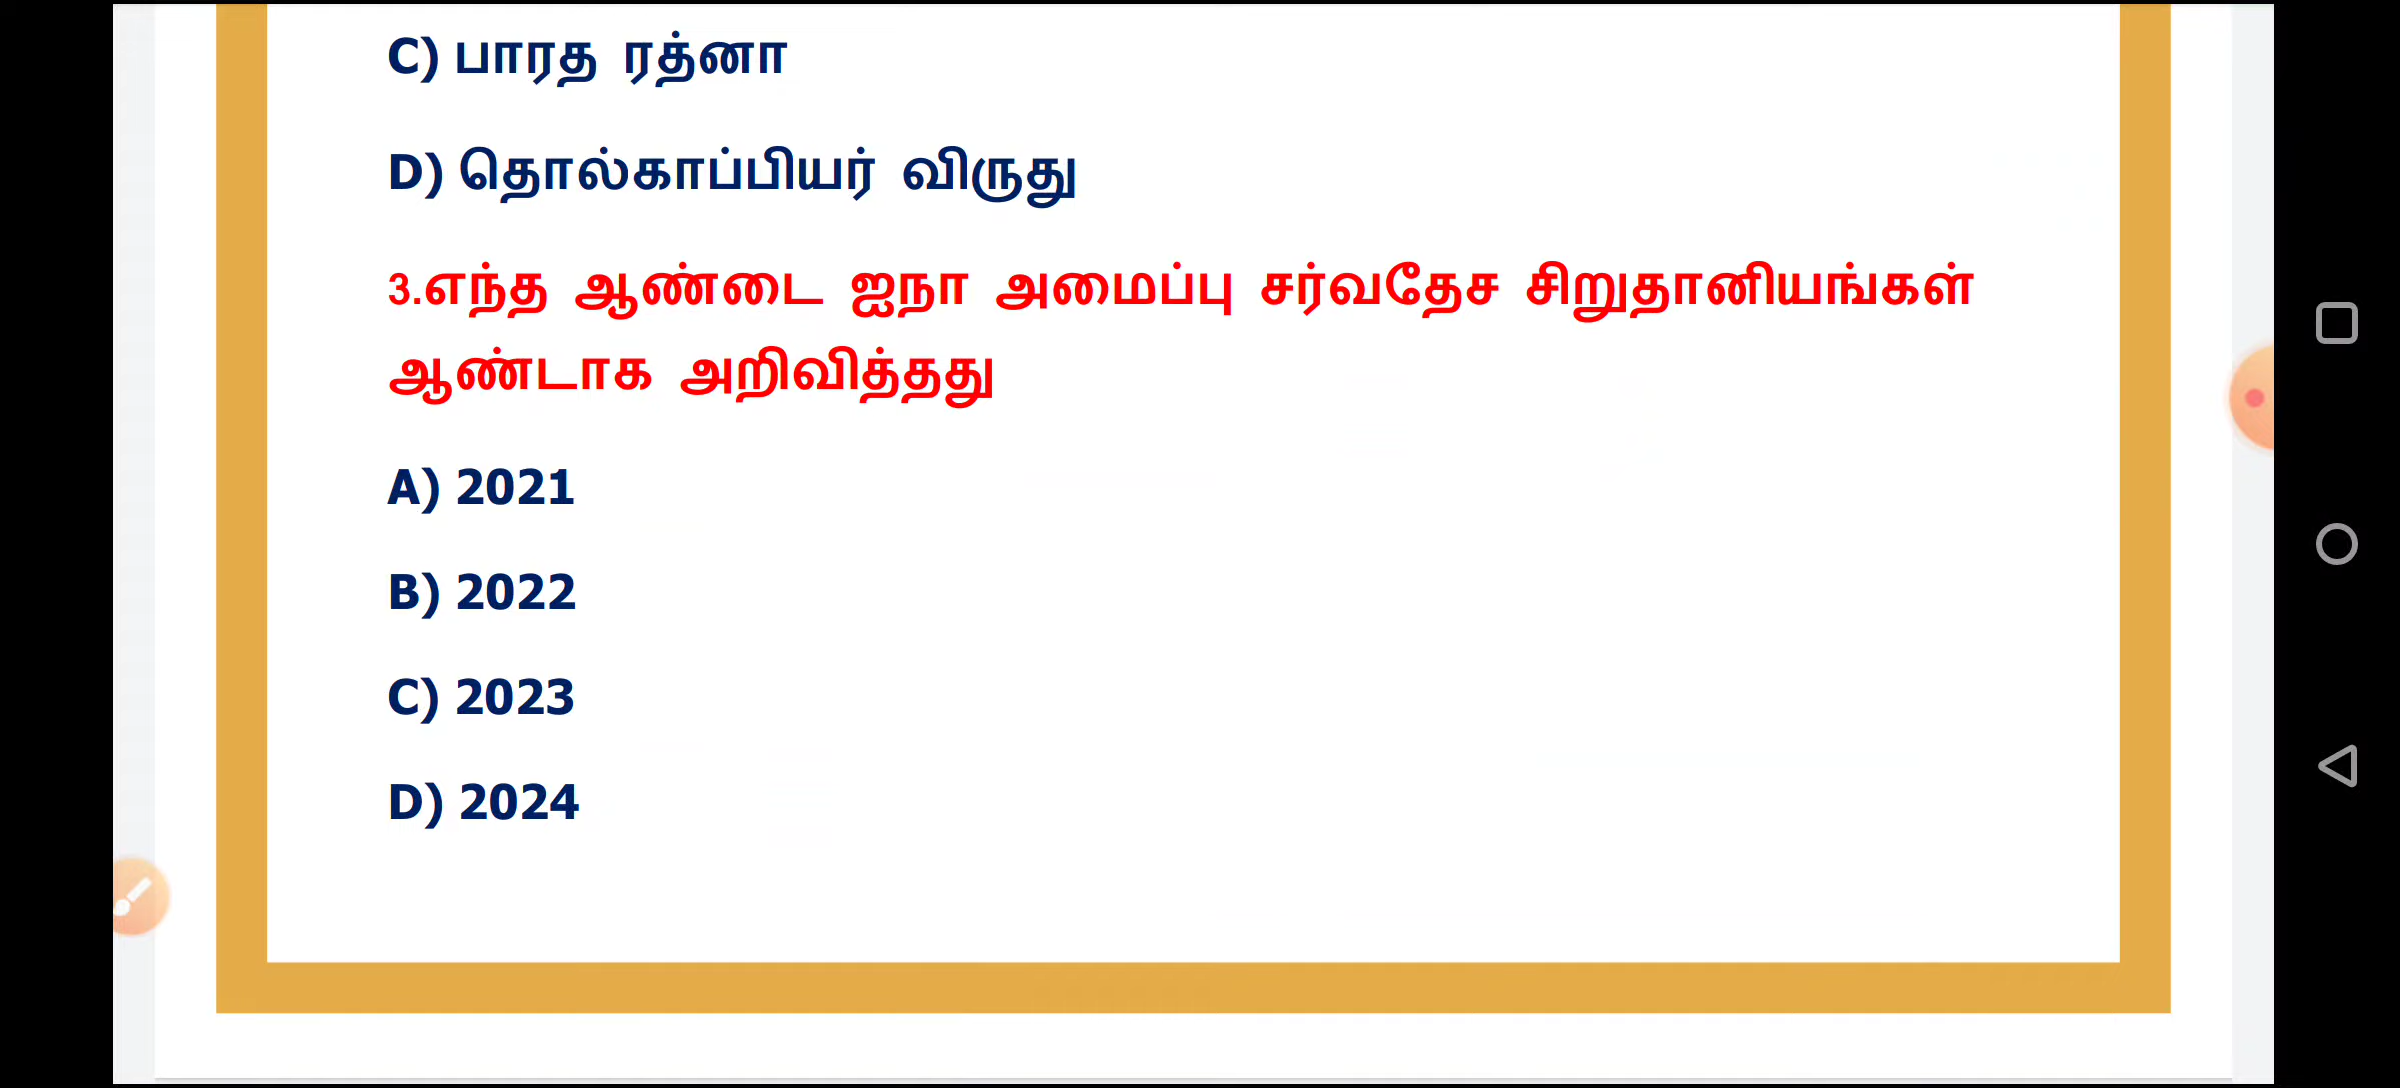 C) பாரத ரத்னா
D) தொல்காப்பியர் விருது
3.எந்த ஆண்டை ஐநா அமைப்பு சர்வதேச சிறுதானியங்கள்
ஆண்டாக அறிவித்தது
A) 2021
B) 2022
C) 2023
D) 2024